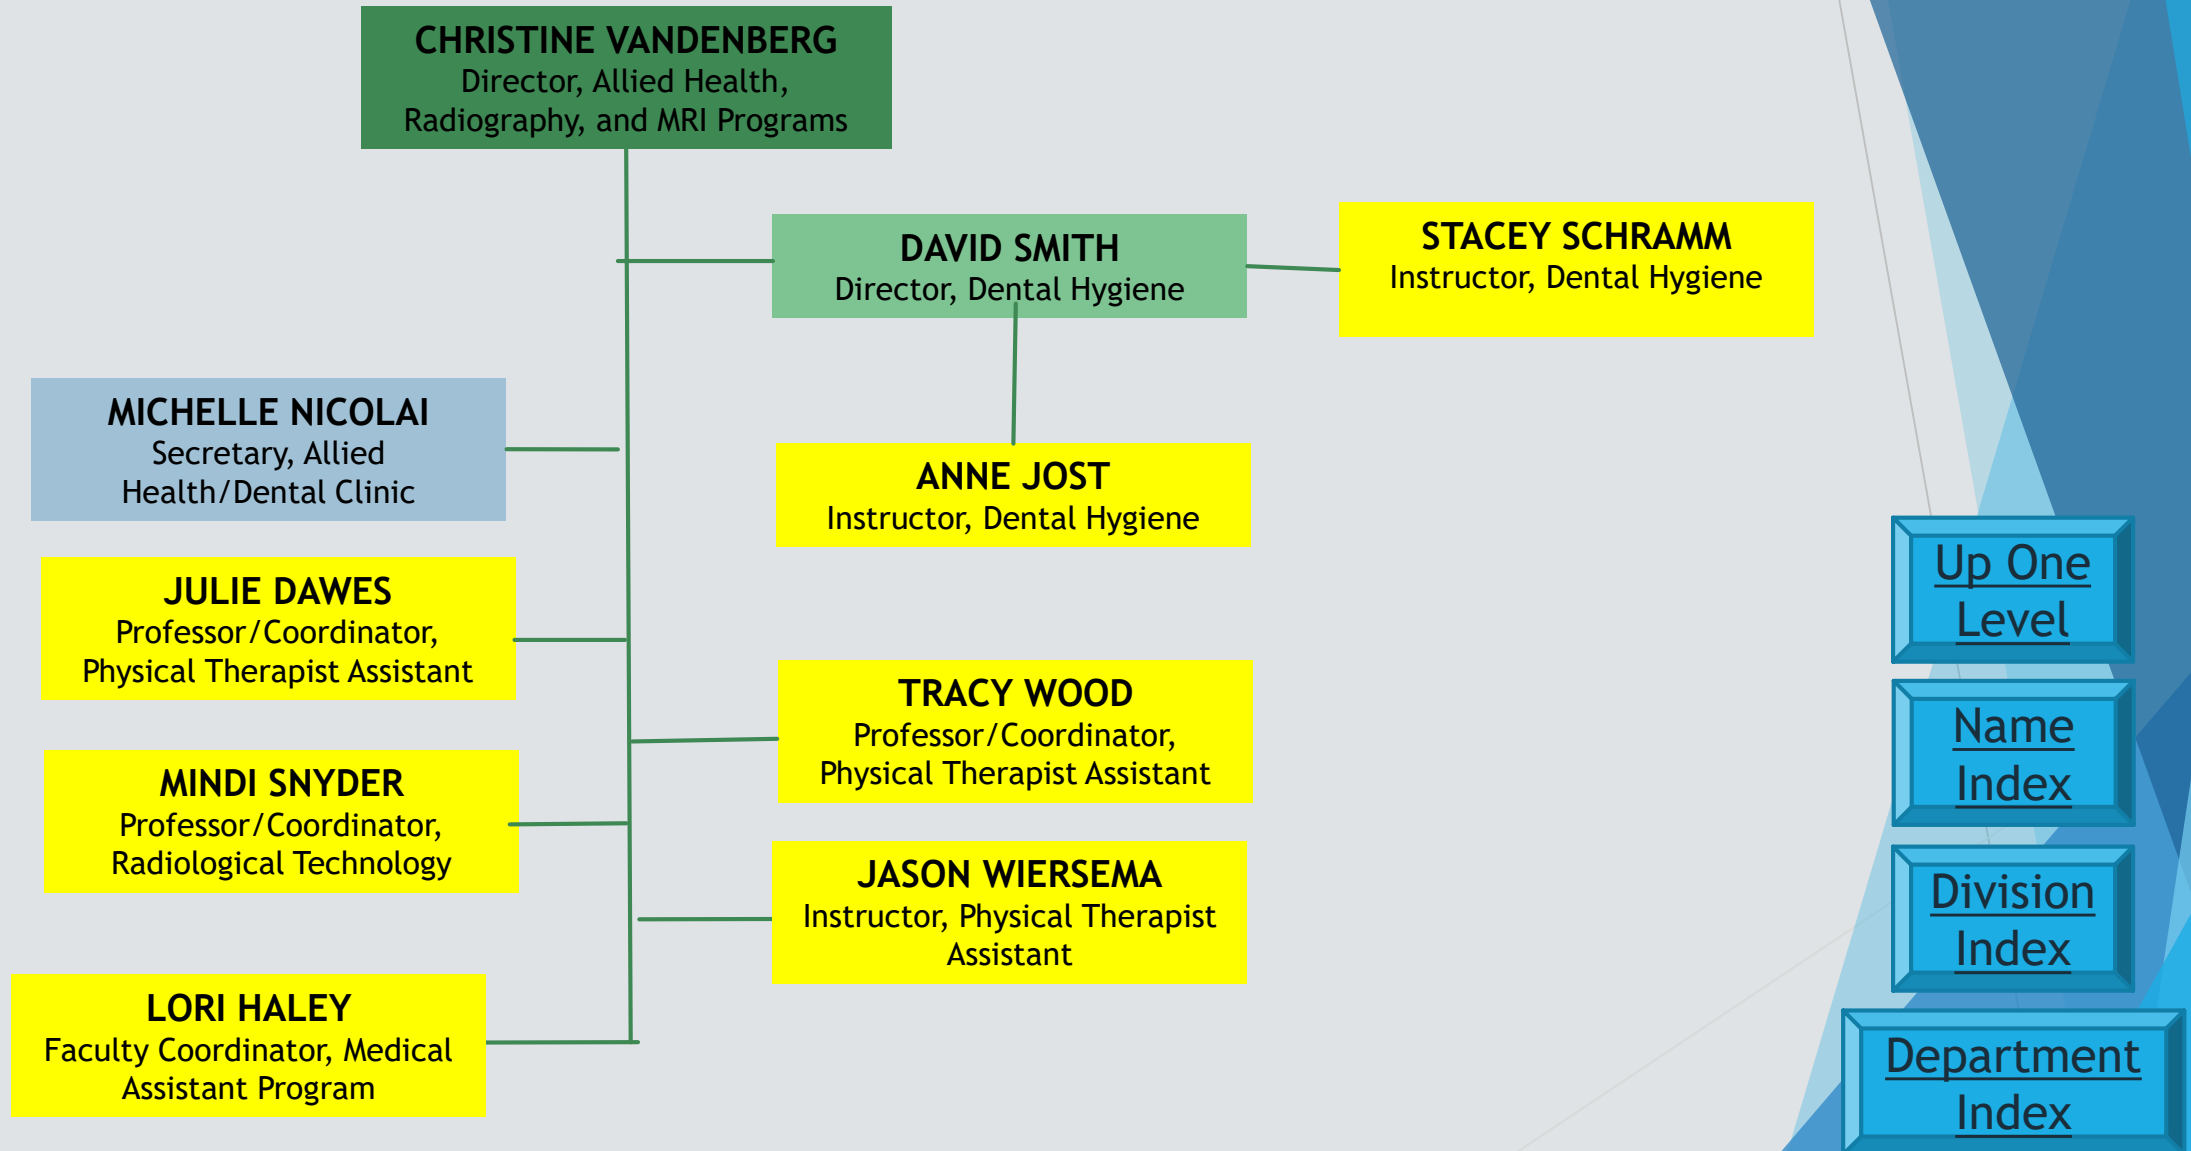 CHRISTINE VANDENBERG
Director, Allied Health,
Radiography, and MRI Programs
DAVID SMITH
Director, Dental Hygiene
STACEY SCHRAMM
Instructor, Dental Hygiene
MICHELLE NICOLAI
Secretary, Allied
Health/Dental Clinic
ANNE JOST
Instructor, Dental Hygiene
JULIE DAWES
Professor/Coordinator,
Physical Therapist Assistant
TRACY WOOD
Professor/Coordinator,
Physical Therapist Assistant
MINDI SNYDER
Professor/Coordinator,
Radiological Technology
JASON WIERSEMA
Instructor, Physical Therapist
Assistant
LORI HALEY
Faculty Coordinator, Medical
Assistant Program
Up One
Level
Name
Index
Division
Index
Department
Index